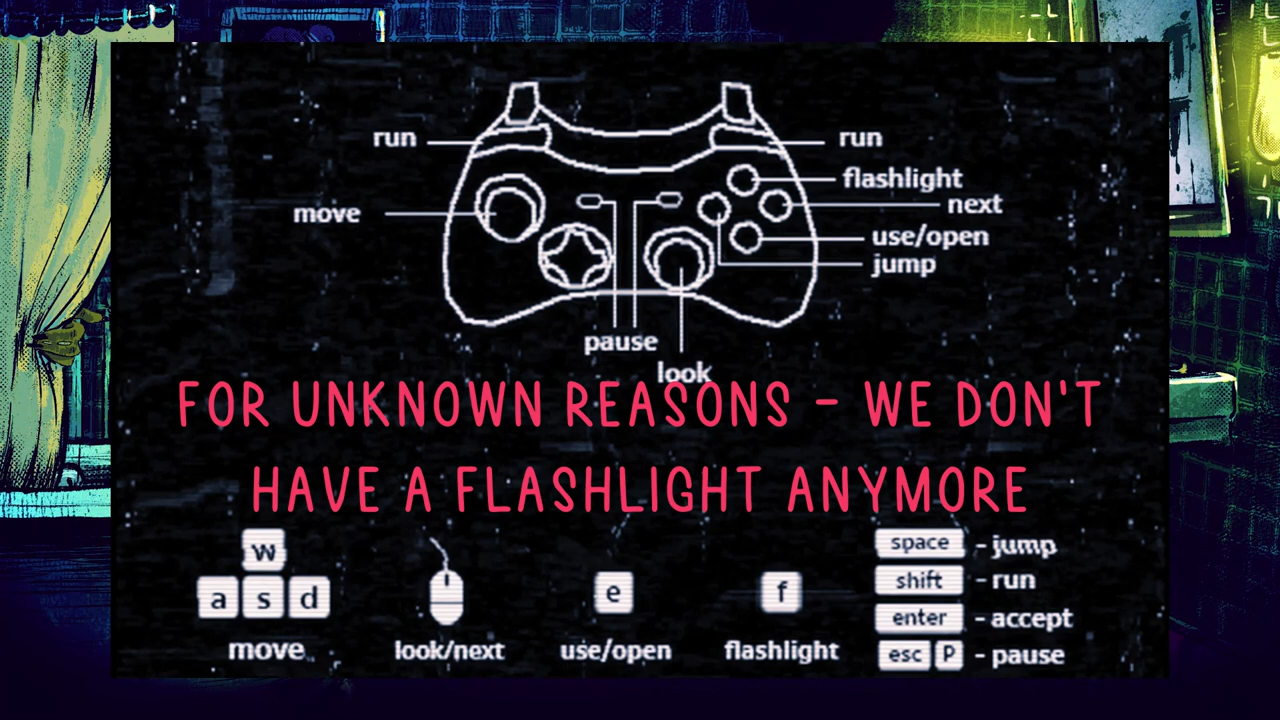 run
run
flashlight
move
next
use/open
jump
pause
look
FOR UNKNOWN REASONS - WE DON'T
HAVE A FLASHLIGHT ANYMORE
w
a s d
move
look/next
e
use/open
f
flashlight
space - jump
shift - run
enter - accept
esc P - pause